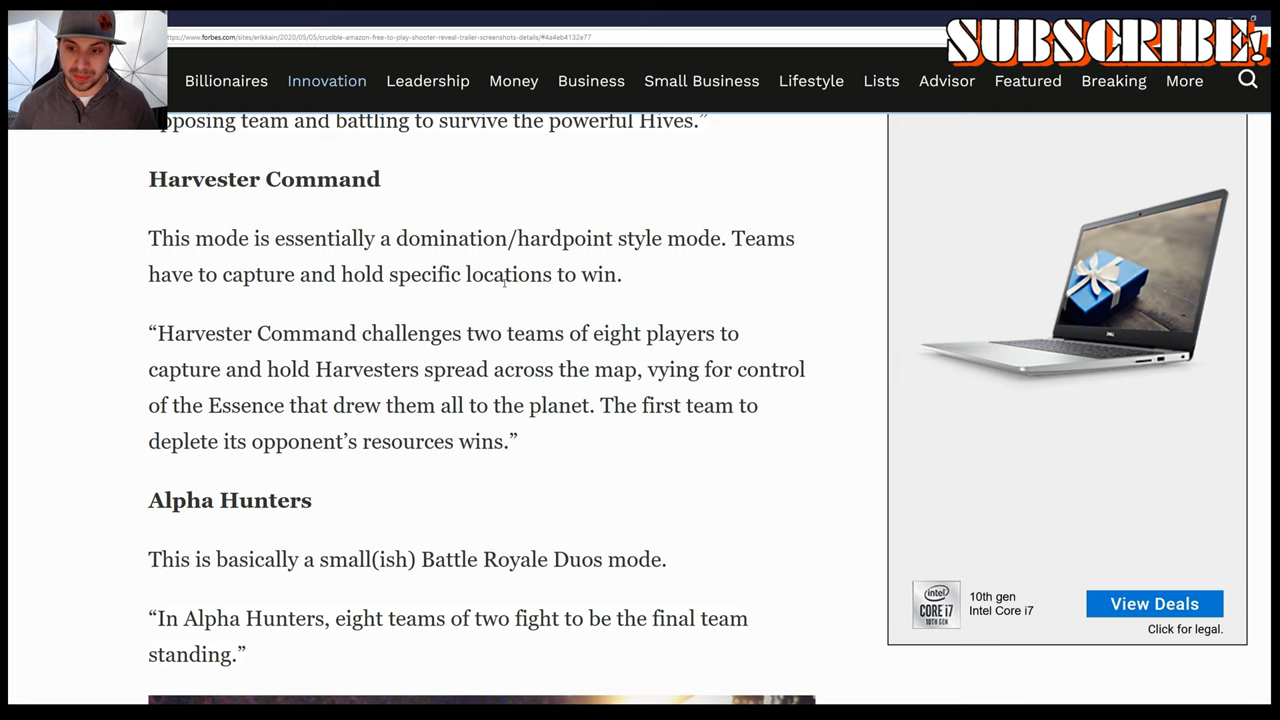 SUBSCRIBE!
https://www.forbes.com/sites/erikkain/2020/05/05/crucible-amazon-free-to-play-shooter-reveal-trailer-screenshots-details/#4a4eb4132e77
Billionaires Innovation Leadership Money Business Small Business Lifestyle Lists Advisor Featured Breaking More
opposing team and battling to survive the powerful Hives.”
Harvester Command
This mode is essentially a domination/hardpoint style mode. Teams
have to capture and hold specific locations to win.
“Harvester Command challenges two teams of eight players to
capture and hold Harvesters spread across the map, vying for control
of the Essence that drew them all to the planet. The first team to
deplete its opponent’s resources wins.”
Alpha Hunters
This is basically a small(ish) Battle Royale Duos mode.
“In Alpha Hunters, eight teams of two fight to be the final team
standing.”
DELL
intel
CORE i7
10TH GEN
10th gen
Intel Core i7
View Deals
Click for legal.